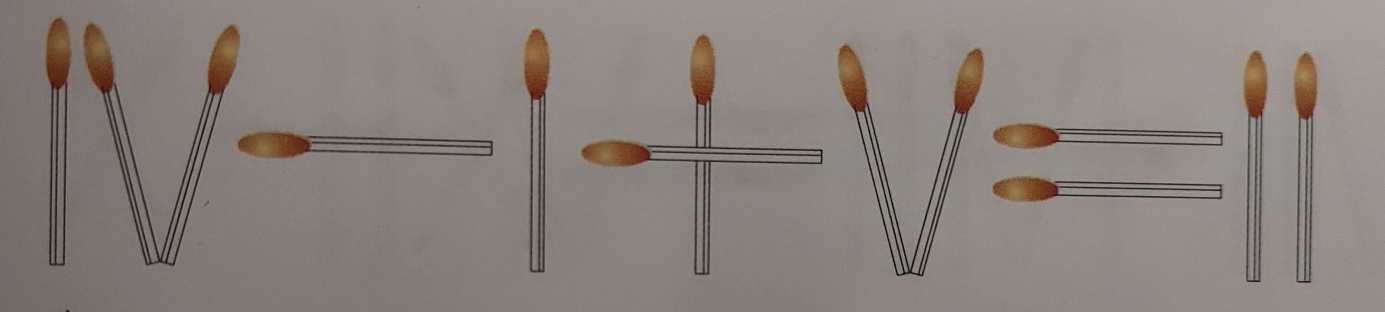 IV - I + V = II